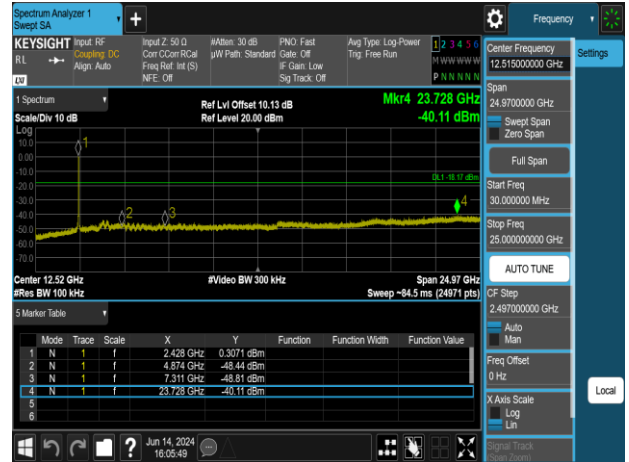 Spectrum Analyzer 1
Swept SA
+
Frequency
KEYSIGHT
RL
LXI
Input: RF
Coupling: DC
Align: Auto
Input Z: 50 Ω
Corr CCorr RCal
Freq Ref: Int (S)
NFE: Off
#Atten: 30 dB
µW Path: Standard
PNO: Fast
Gate: Off
IF Gain: Low
Sig Track: Off
Avg Type: Log-Power
Trig: Free Run
1 2 3 4 5 6
M W W W W W
P N N N N N
1 Spectrum
Scale/Div 10 dB
Ref Lvl Offset 10.13 dB
Ref Level 20.00 dBm
Mkr4 23.728 GHz
-40.11 dBm
Log
10.0
0.00
-10.0
-20.0
-30.0
-40.0
-50.0
-60.0
-70.0
1
2
3
4
DL1 -18.17 dBm
Center 12.52 GHz
#Res BW 100 kHz
#Video BW 300 kHz
Span 24.97 GHz
Sweep ~84.5 ms (24971 pts)
5 Marker Table
Mode Trace Scale X Y Function Function Width Function Value
1 N 1 f 2.428 GHz 0.3071 dBm
2 N 1 f 4.874 GHz -48.44 dBm
3 N 1 f 7.311 GHz -48.81 dBm
4 N 1 f 23.728 GHz -40.11 dBm
5
6
?
Jun 14, 2024
16:05:49
Center Frequency
12.515000000 GHz
Settings
Span
24.9700000 GHz
Swept Span
Zero Span
Full Span
Start Freq
30.000000 MHz
Stop Freq
25.000000000 GHz
AUTO TUNE
CF Step
2.497000000 GHz
Auto
Man
Freq Offset
0 Hz
X Axis Scale
Log
Lin
Local
Signal Track
(Span Zoom)